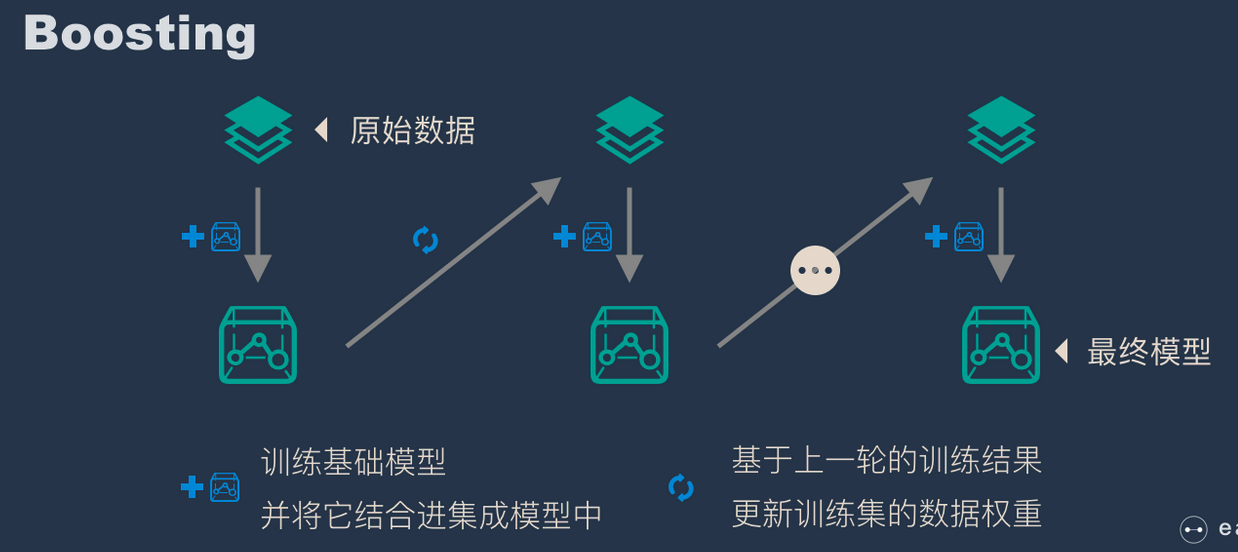 Boosting
原始数据
最终模型
训练基础模型
并将它结合进集成模型中
基于上一轮的训练结果
更新训练集的数据权重